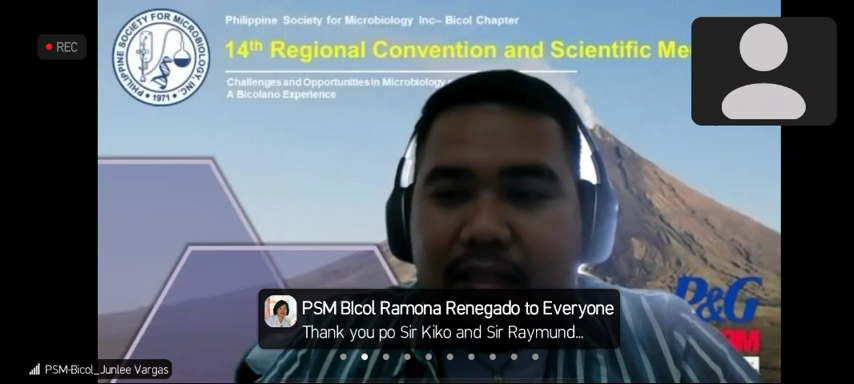 REC
PHILIPPINE SOCIETY FOR MICROBIOLOGY, INC.
• 1971 •
Philippine Society for Microbiology Inc– Bicol Chapter
14th Regional Convention and Scientific Me
Challenges and Opportunities in Microbiology
A Bicolano Experience
P&G
PSM BIcol Ramona Renegado to Everyone
Thank you po Sir Kiko and Sir Raymund...
PSM-Bicol_Junlee Vargas